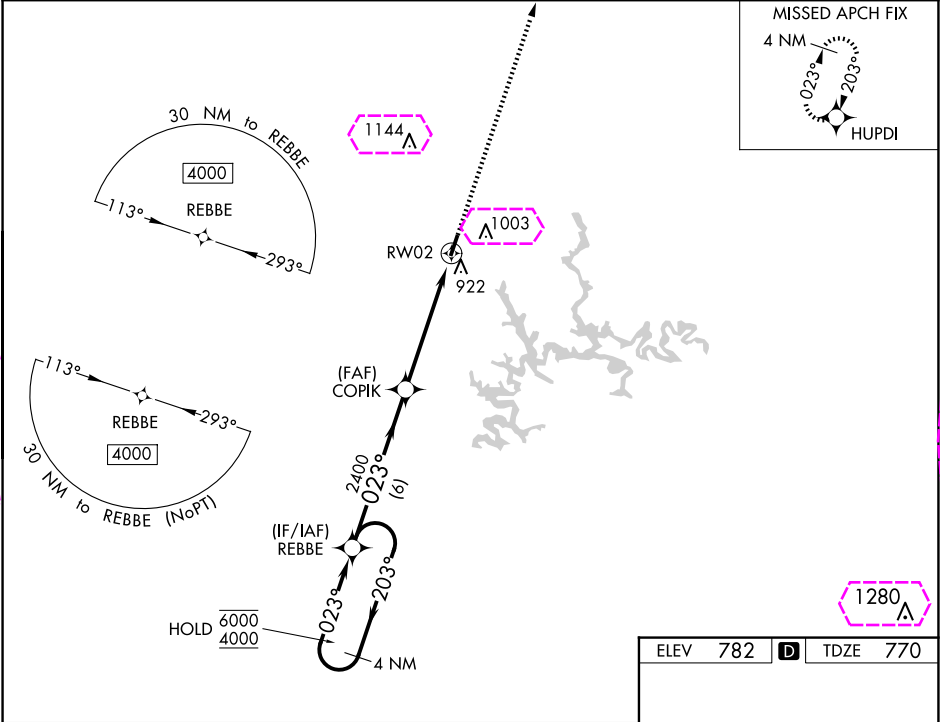 MISSED APCH FIX
4 NM
023°
203°
HUPDI
30 NM to REBBE
4000
REBBE
113°
293°
1144
1003
RW02
922
113°
293°
REBBE
4000
30 NM to REBBE (NoPT)
(FAF)
COPIK
2400
023°
(6)
(IF/IAF)
REBBE
023°
203°
HOLD 6000
4000
4 NM
1280
ELEV 782 D TDZE 770